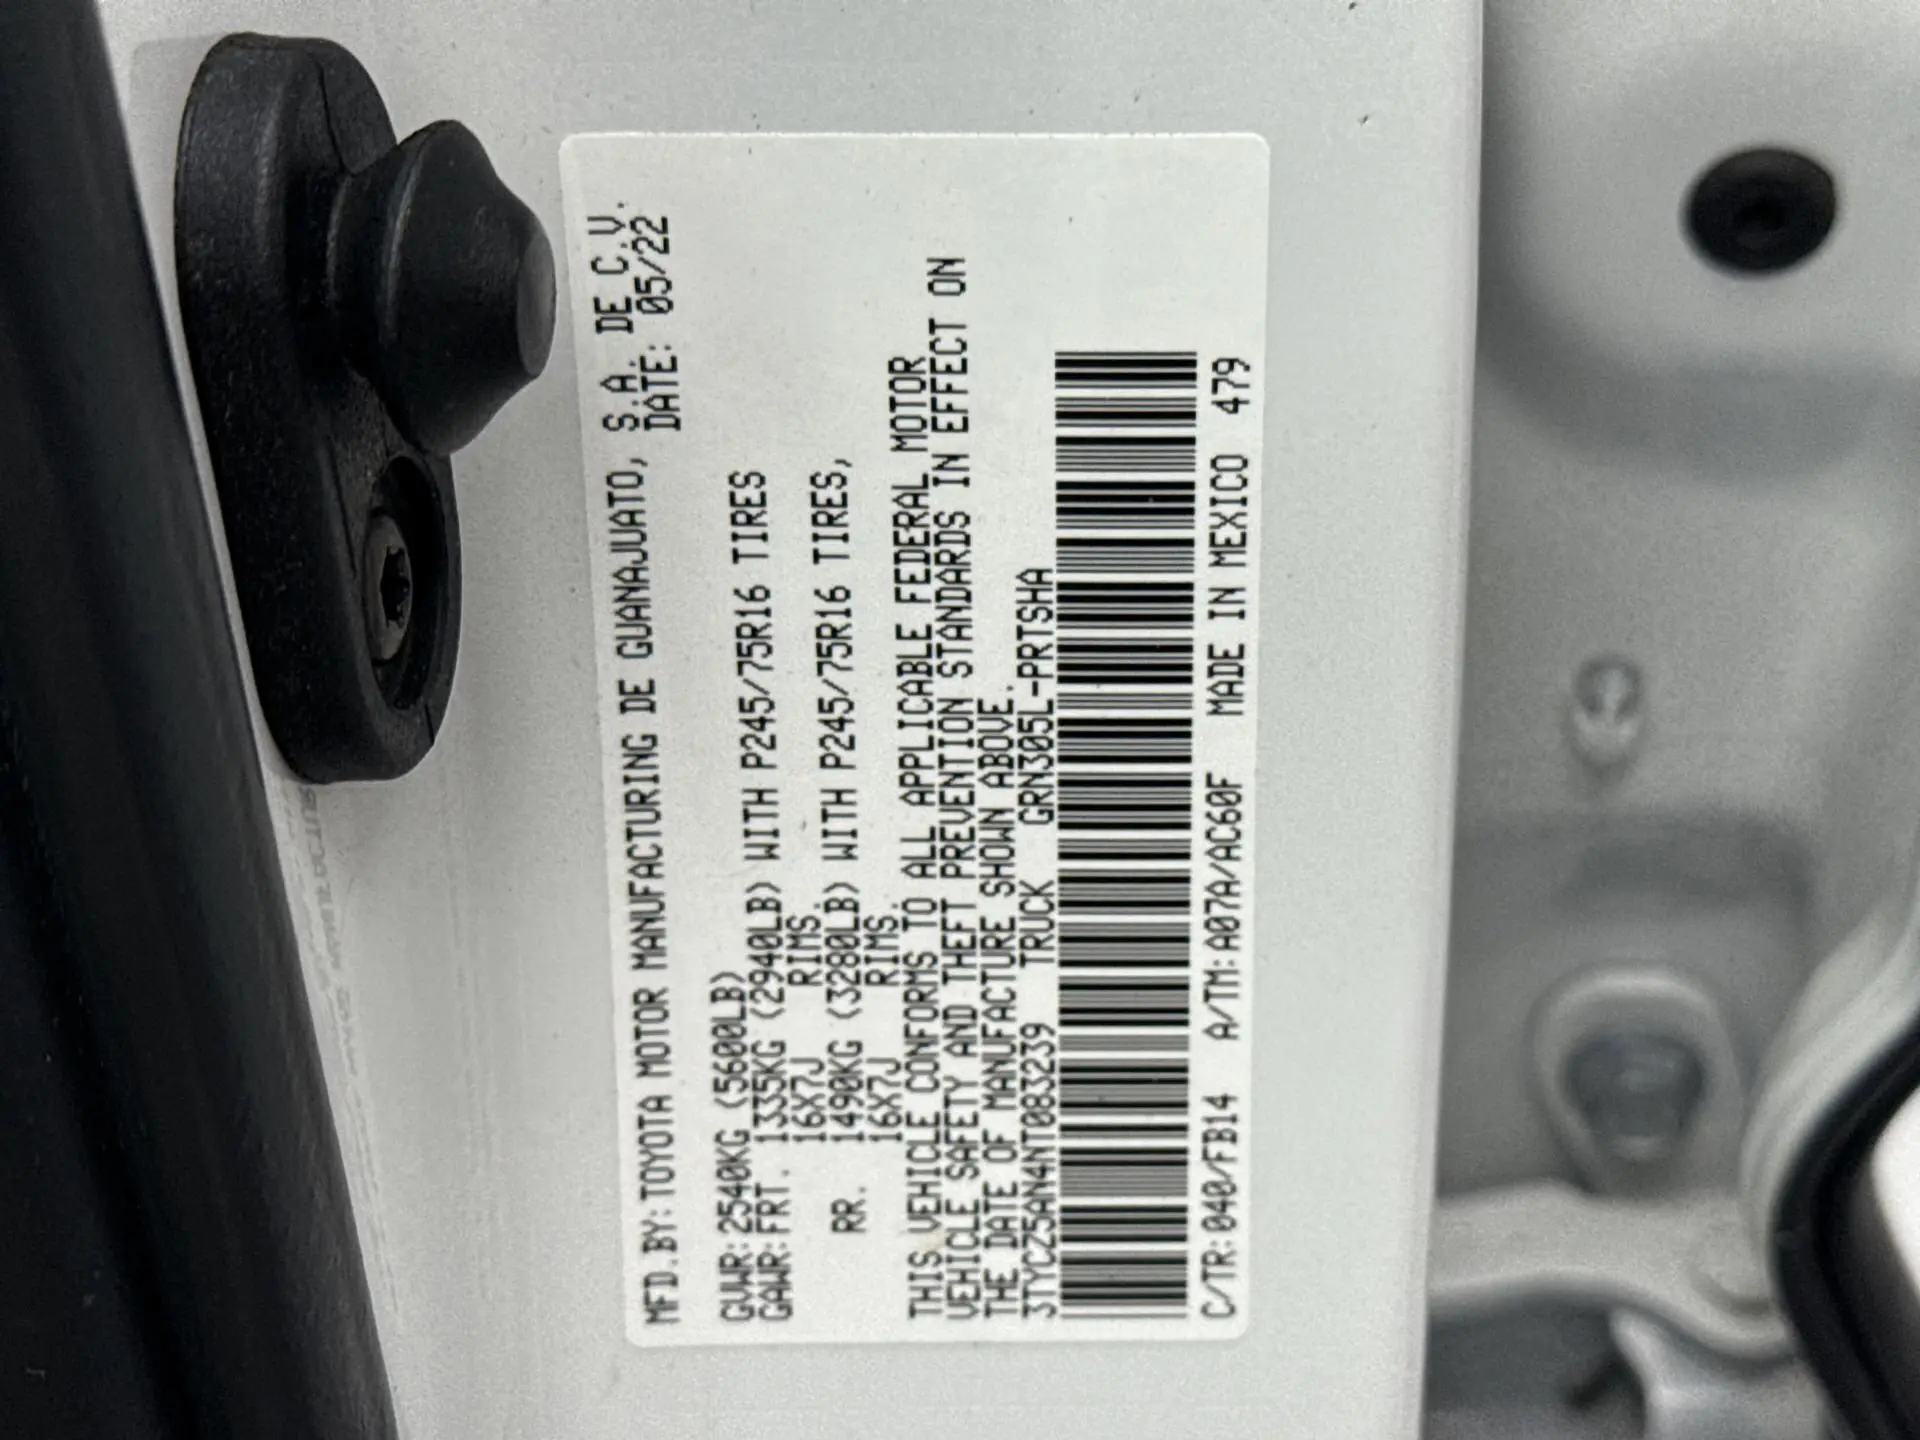 MFD.BY:TOYOTA MOTOR MANUFACTURING DE GUANAJUATO, S.A. DE C.V.
DATE: 05/22
GVWR:2540KG (5600LB)
GAWR:FRT. 1335KG (2940LB) WITH P245/75R16 TIRES
16X7J RIMS.
RR. 1490KG (3280LB) WITH P245/75R16 TIRES,
16X7J RIMS.
THIS VEHICLE CONFORMS TO ALL APPLICABLE FEDERAL MOTOR
VEHICLE SAFETY AND THEFT PREVENTION STANDARDS IN EFFECT ON
THE DATE OF MANUFACTURE SHOWN ABOVE.
3TYCZ5AN4NT083239 TRUCK GRN305L-PRTSHA
C/TR:040/FB14 A/TM:A07A/AC60F MADE IN MEXICO 479